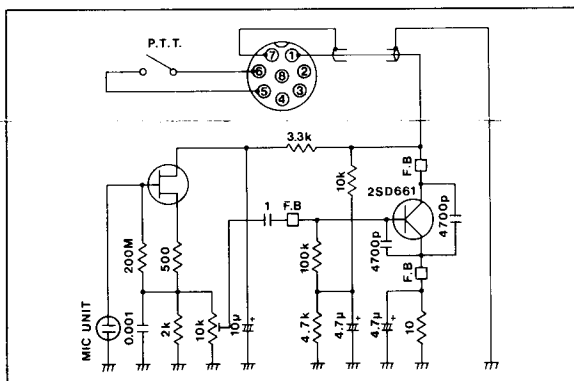 P.T.T.
7 1
6 8 2
5 3
4
3.3k
10k
F.B
2SD661
4700p
1 F.B
200M
500
100k
4700p
F.B
MIC UNIT
0.001
2k
10k
10μ +
4.7k
4.7μ +
4.7μ +
10